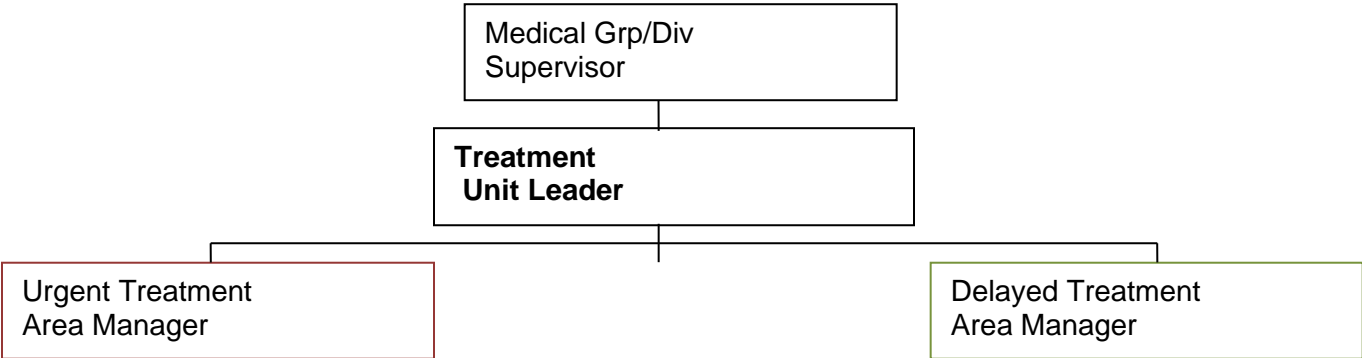 Medical Grp/Div
Supervisor
Treatment
Unit Leader
Urgent Treatment
Area Manager
Delayed Treatment
Area Manager